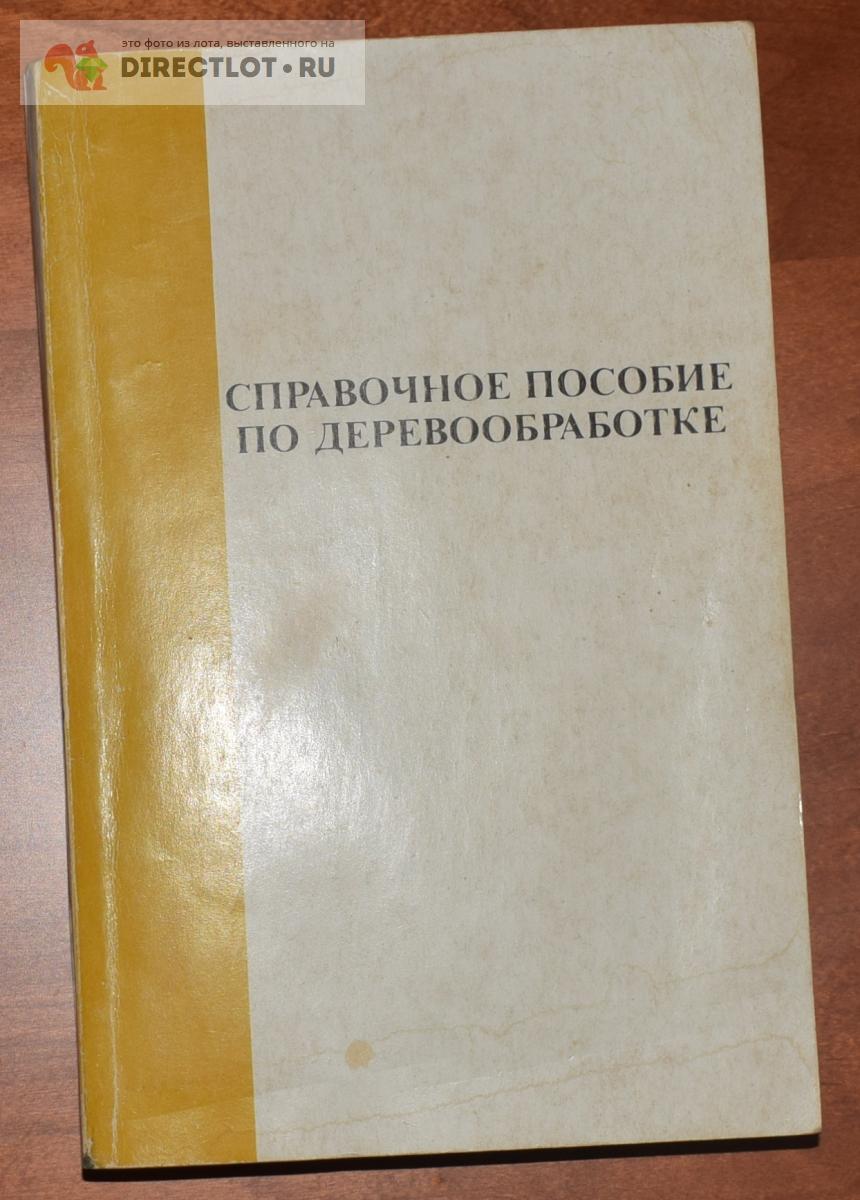 это фото из лота, выставленного на
DIRECTLOT•RU
СПРАВОЧНОЕ ПОСОБИЕ
ПО ДЕРЕВООБРАБОТКЕ